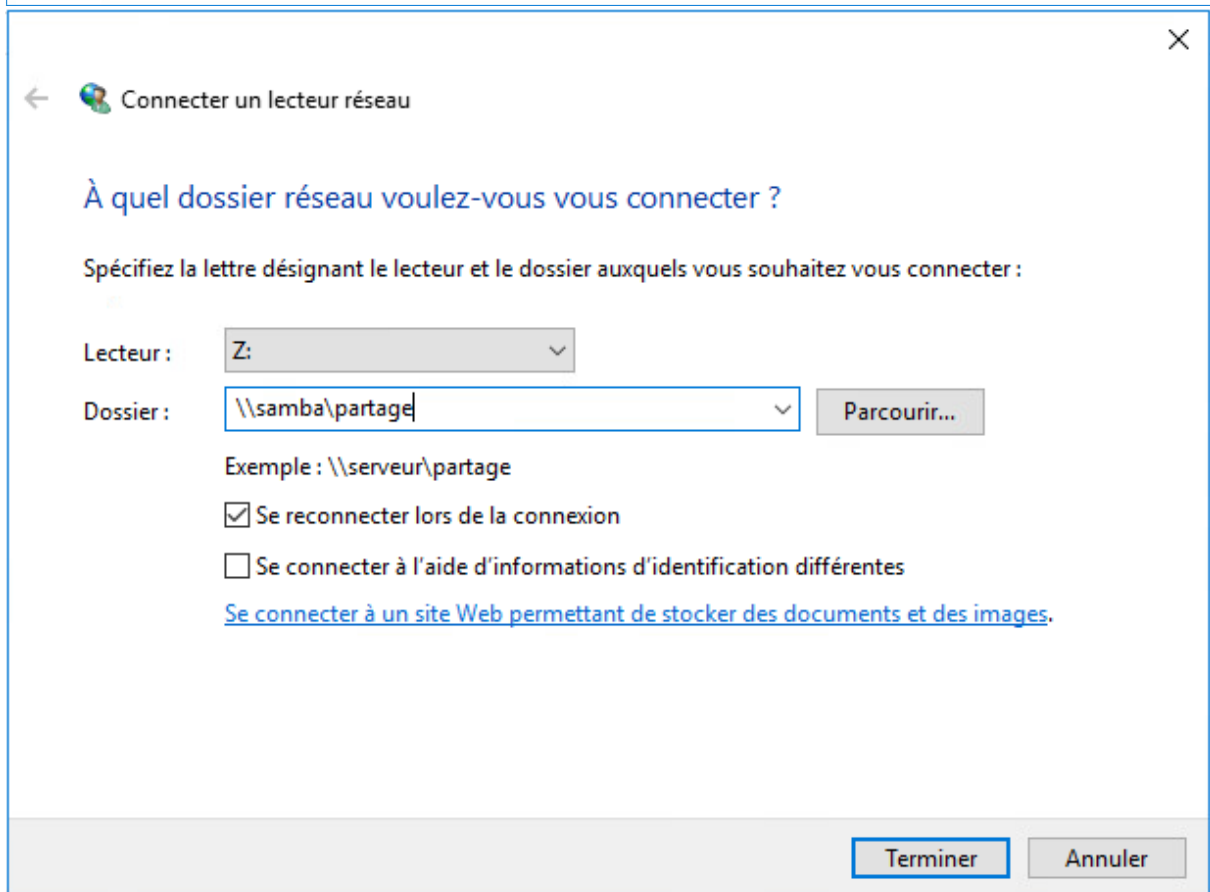 Connecter un lecteur réseau
À quel dossier réseau voulez-vous vous connecter ?
Spécifiez la lettre désignant le lecteur et le dossier auxquels vous souhaitez vous connecter :
Lecteur : Z:
Dossier : \\samba\partage Parcourir...
Exemple : \\serveur\partage
Se reconnecter lors de la connexion
Se connecter à l'aide d'informations d'identification différentes
Se connecter à un site Web permettant de stocker des documents et des images.
Terminer Annuler